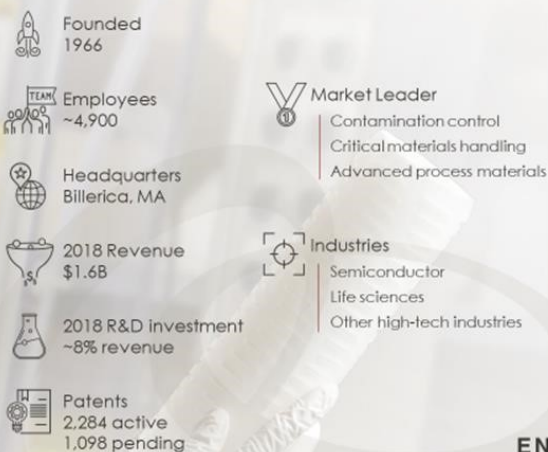 Founded
1966
TEAM
Employees
~4,900
Headquarters
Billerica, MA
2018 Revenue
$1.6B
2018 R&D investment
~8% revenue
Patents
2,284 active
1,098 pending
1
Market Leader
Contamination control
Critical materials handling
Advanced process materials
Industries
Semiconductor
Life sciences
Other high-tech industries
EN